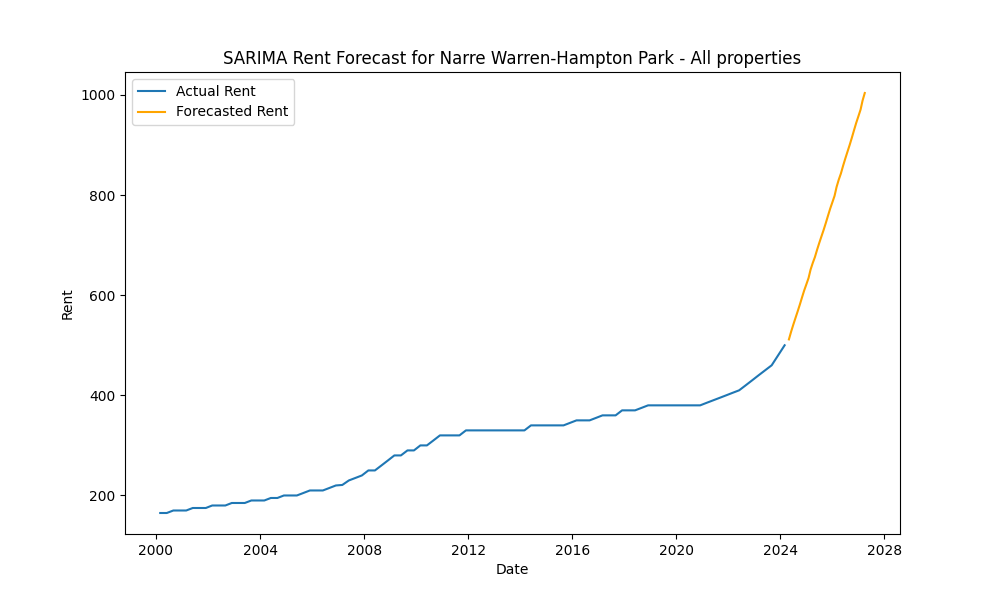 SARIMA Rent Forecast for Narre Warren-Hampton Park - All properties
Actual Rent
Forecasted Rent
1000
800
600
400
200
Rent
2000 2004 2008 2012 2016 2020 2024 2028
Date